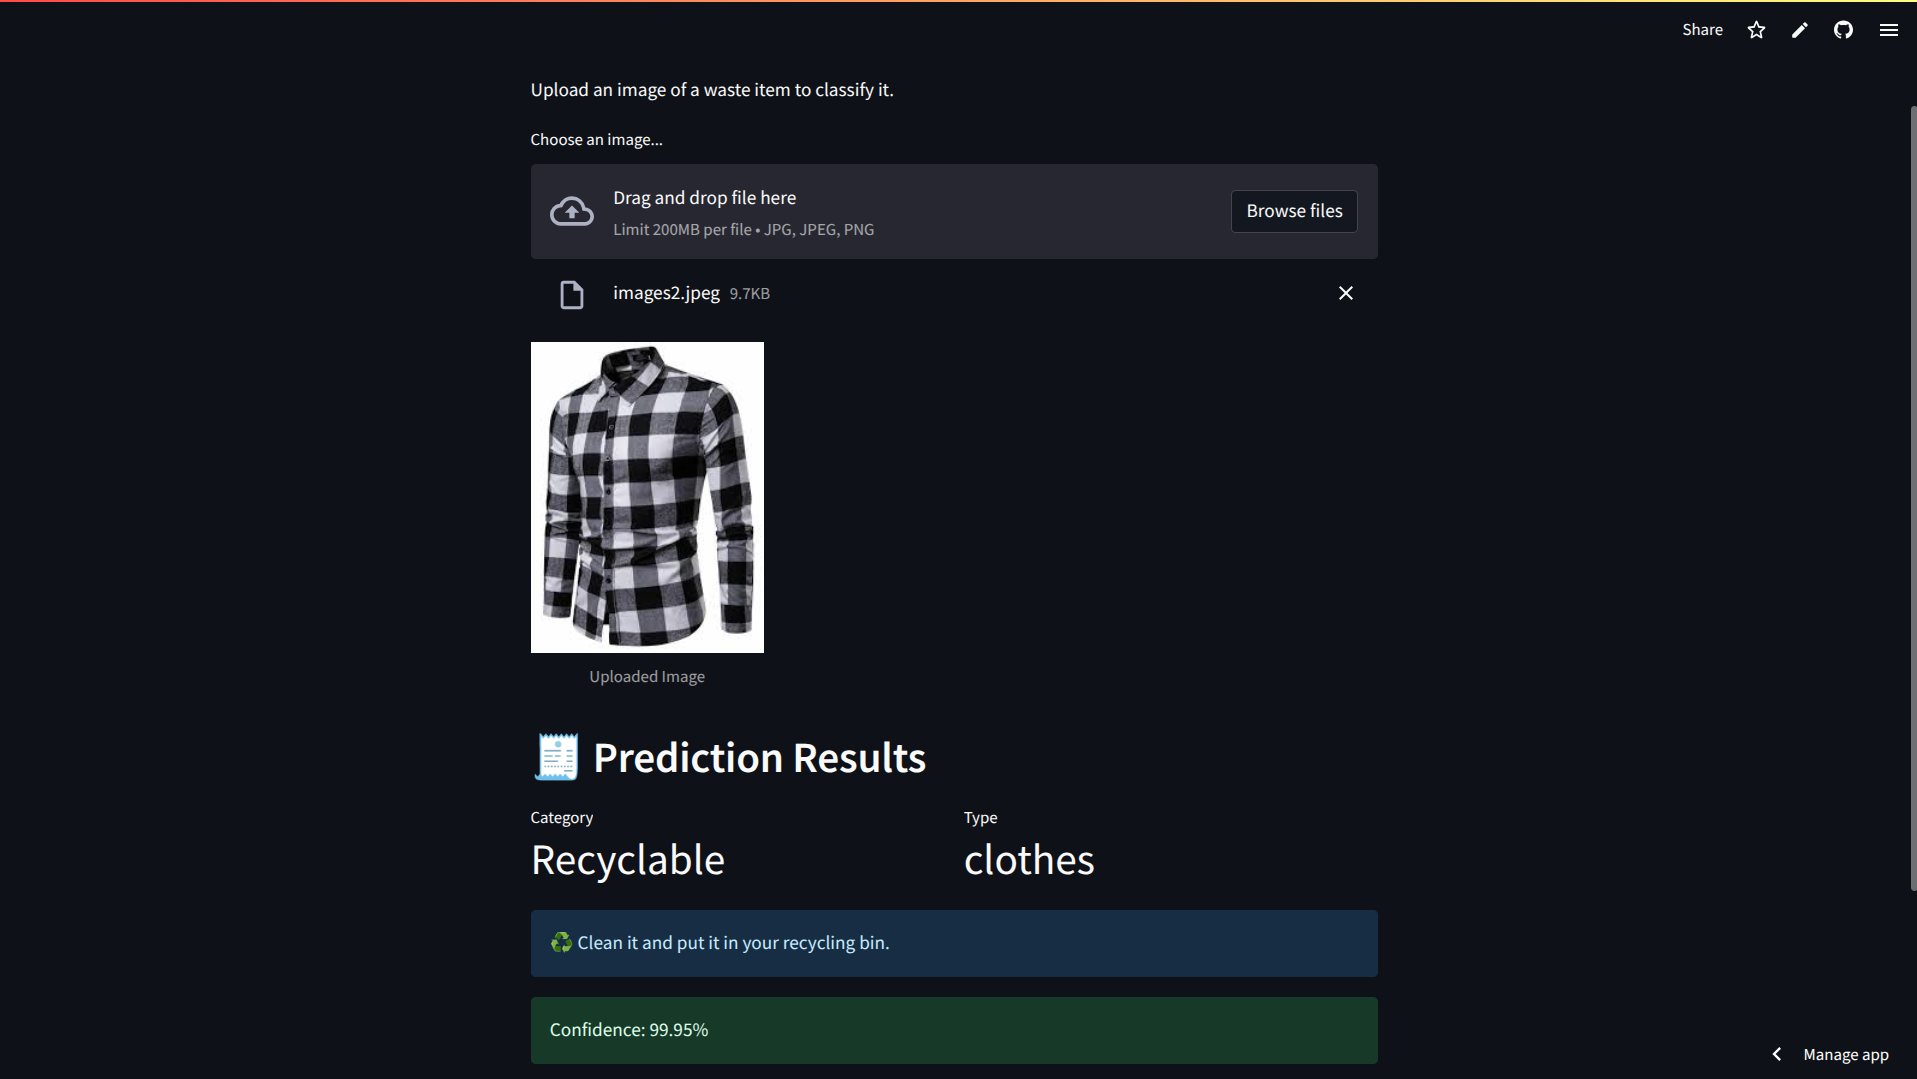 Share
Upload an image of a waste item to classify it.
Choose an image...
Drag and drop file here
Limit 200MB per file • JPG, JPEG, PNG
Browse files
images2.jpeg 9.7KB
Uploaded Image
Prediction Results
Category
Type
Recyclable
clothes
Clean it and put it in your recycling bin.
Confidence: 99.95%
Manage app